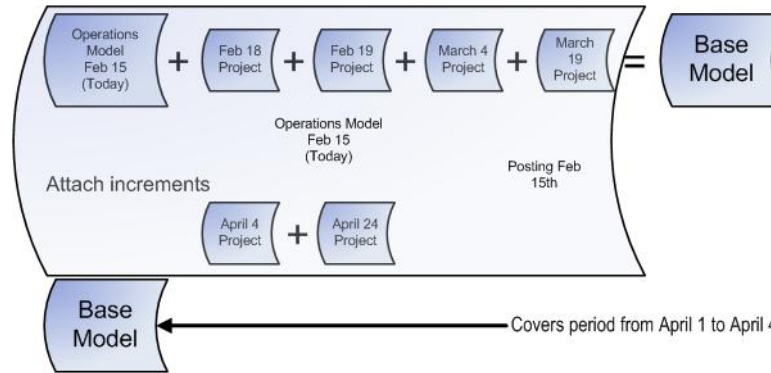 Operations
Model
Feb 15
(Today)
+
Feb 18
Project
+
Feb 19
Project
+
March 4
Project
+
March
19
Project
=
Base
Model
Operations Model
Feb 15
(Today)
Posting Feb
15th
Attach increments
April 4
Project
+
April 24
Project
Base
Model
Covers period from April 1 to April 4